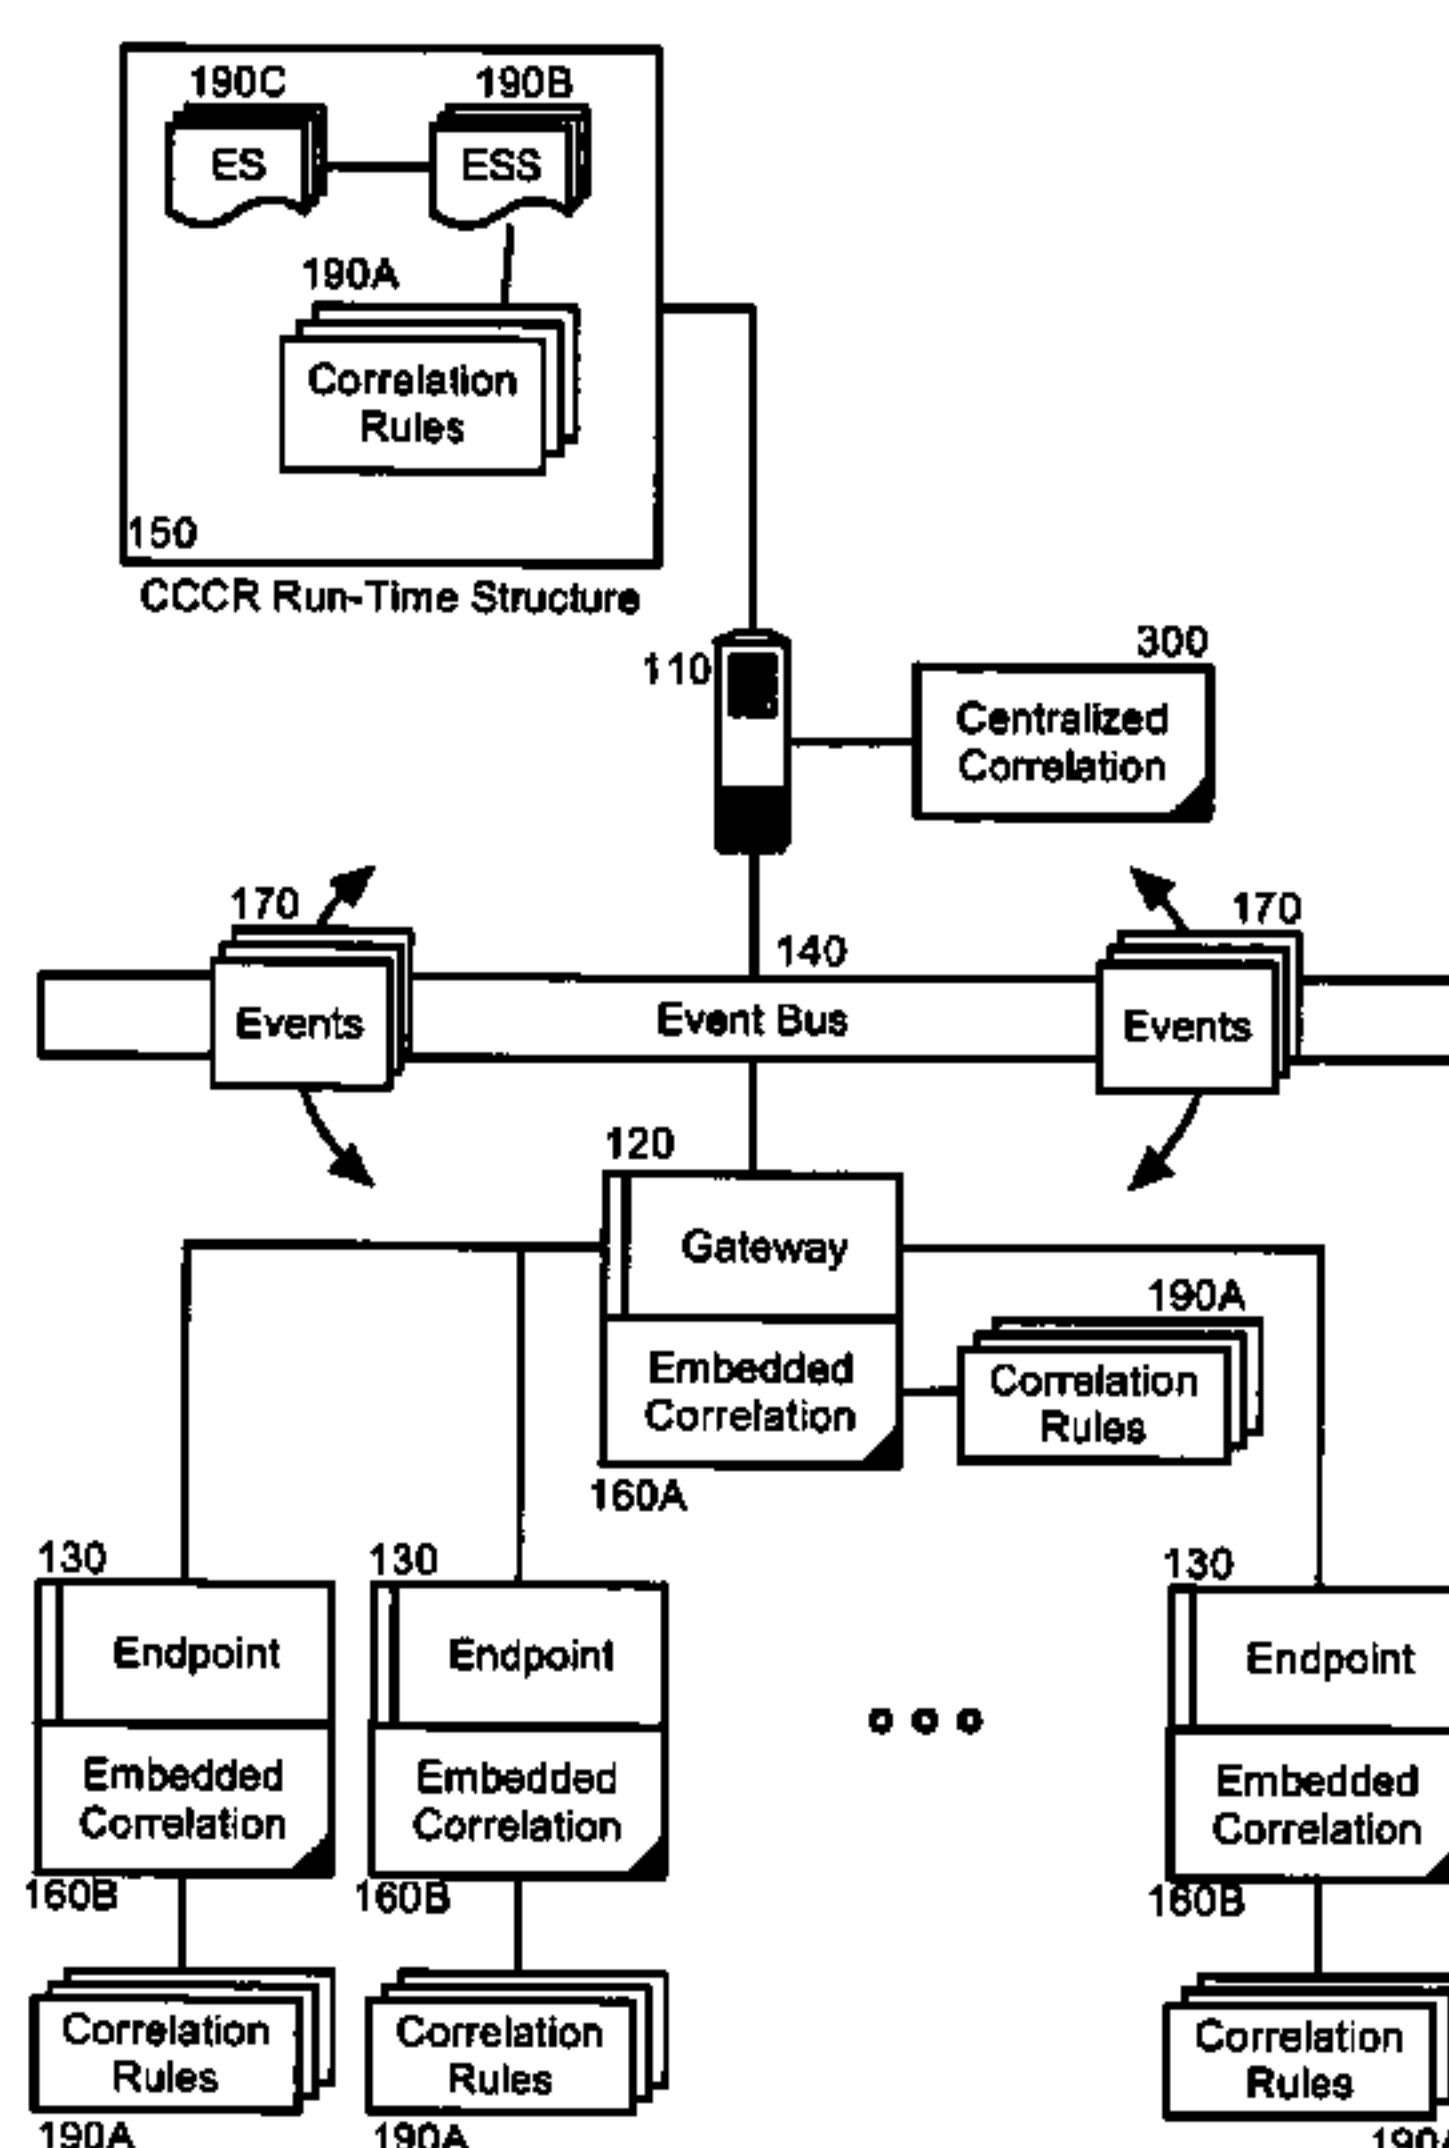 190C
190B
ES
ESS
190A
Correlation
Rules
150
CCCR Run-Time Structure
110
300
Centralized
Correlation
170
170
140
Events
Event Bus
Events
120
Gateway
190A
Embedded
Correlation
Correlation
Rules
160A
130
130
130
Endpoint
Endpoint
Endpoint
Embedded
Correlation
Embedded
Correlation
Embedded
Correlation
160B
160B
160B
Correlation
Rules
Correlation
Rules
Correlation
Rules
190A
190A
190A